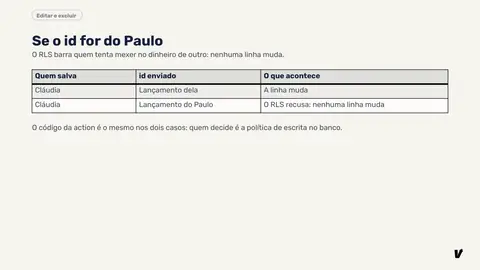 Editar e excluir
Se o id for do Paulo
O RLS barra quem tenta mexer no dinheiro de outro: nenhuma linha muda.
Quem salva id enviado O que acontece
Cláudia Lançamento dela A linha muda
Cláudia Lançamento do Paulo O RLS recusa: nenhuma linha muda
O código da action é o mesmo nos dois casos: quem decide é a política de escrita no banco.
V